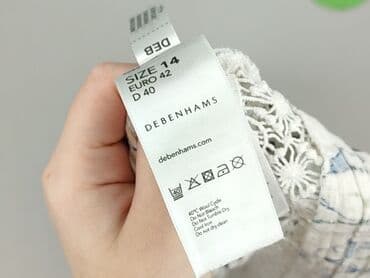 DEB
SIZE 14
EURO 42
D 40
DEBENHAMS
debenhams.com
40°C Wool Cycle
Do Not Bleach
Do Not Tumble Dry
Cool Iron
Do not dry clean